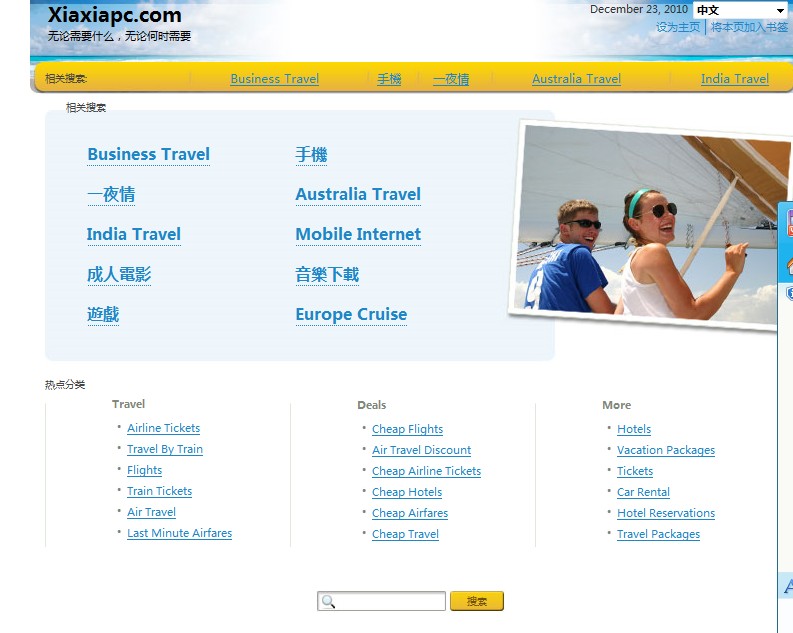 Xiaxiapc.com
无论需要什么，无论何时需要
December 23, 2010 中文
设为主页 将本页加入书签
相关搜索: Business Travel 手機 一夜情 Australia Travel India Travel
相关搜索
Business Travel 手機
一夜情 Australia Travel
India Travel Mobile Internet
成人電影 音樂下載
遊戲 Europe Cruise
热点分类
Travel
Airline Tickets
Travel By Train
Flights
Train Tickets
Air Travel
Last Minute Airfares
Deals
Cheap Flights
Air Travel Discount
Cheap Airline Tickets
Cheap Hotels
Cheap Airfares
Cheap Travel
More
Hotels
Vacation Packages
Tickets
Car Rental
Hotel Reservations
Travel Packages
搜索